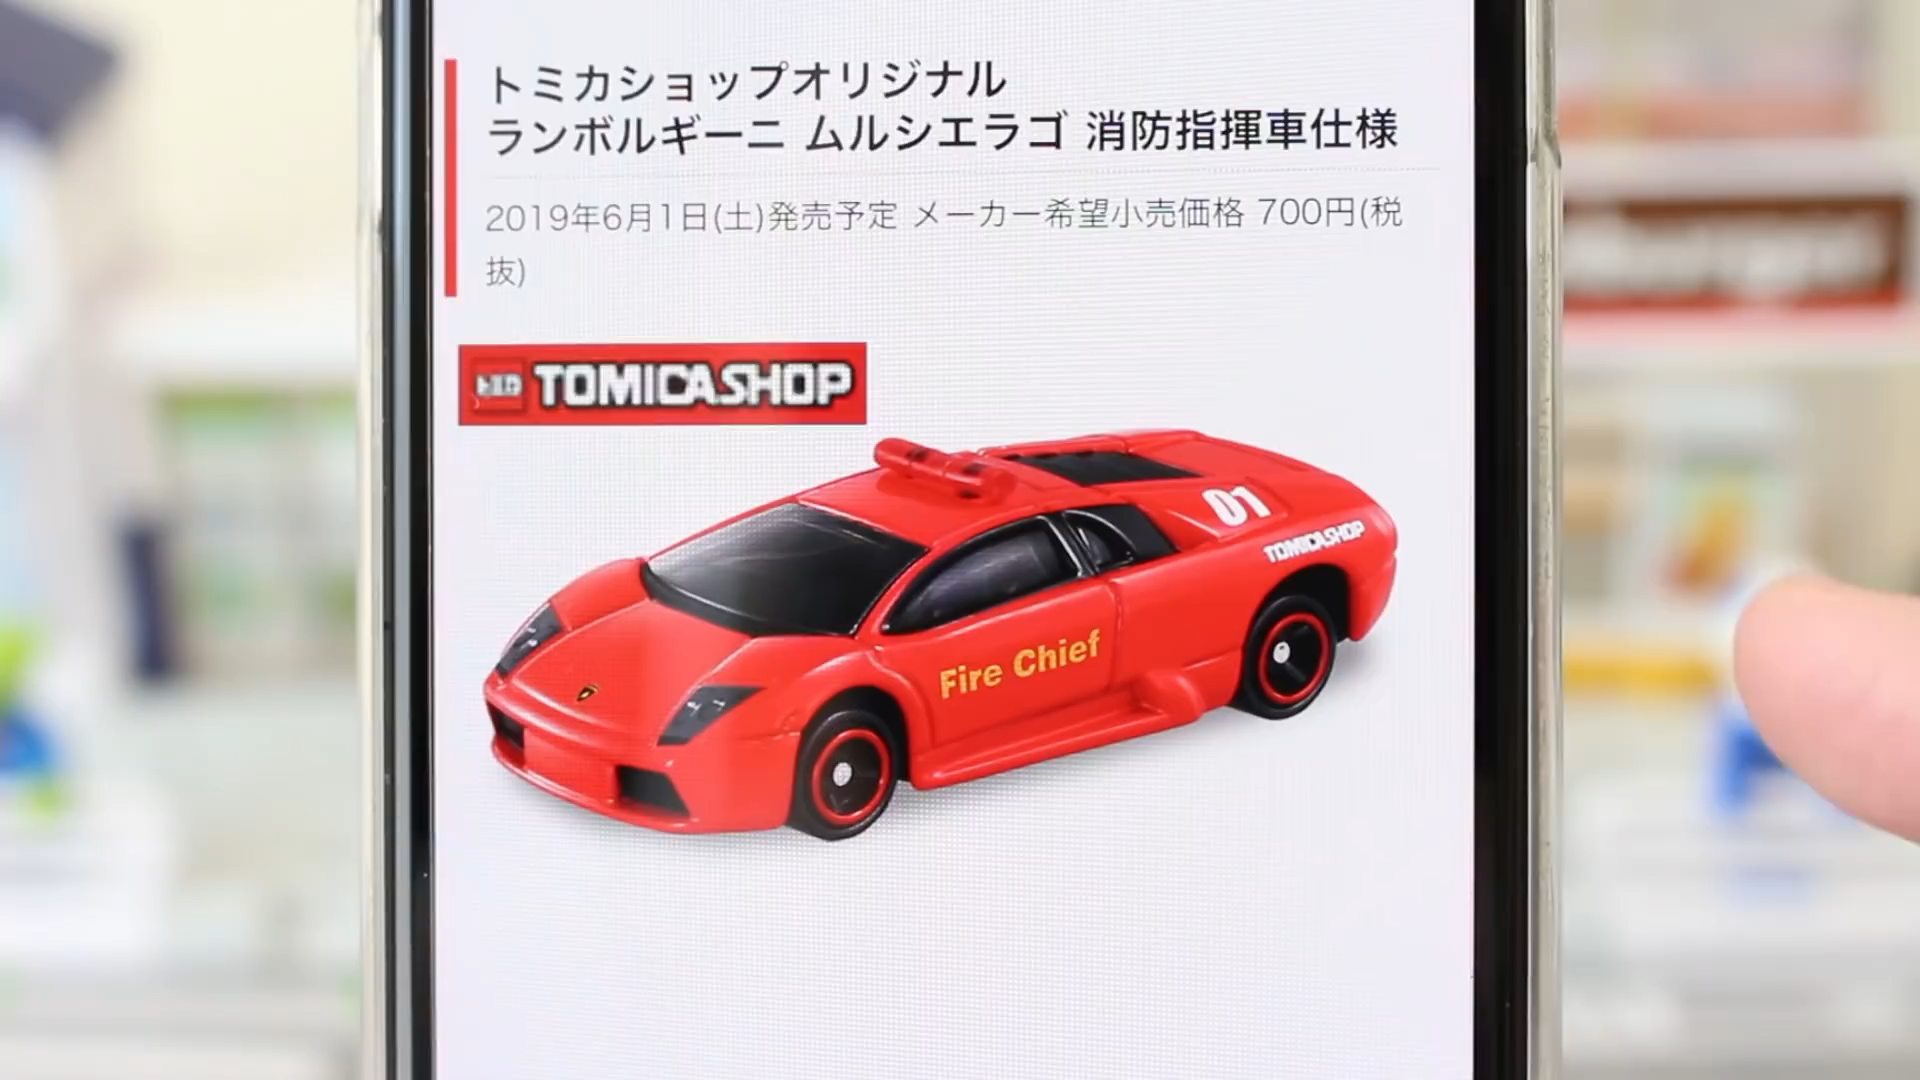 トミカショップオリジナル
ランボルギーニ ムルシエラゴ 消防指揮車仕様
2019年6月1日(土)発売予定 メーカー希望小売価格 700円(税
抜)
トミカ TOMICASHOP
01
TOMICASHOP
Fire Chief